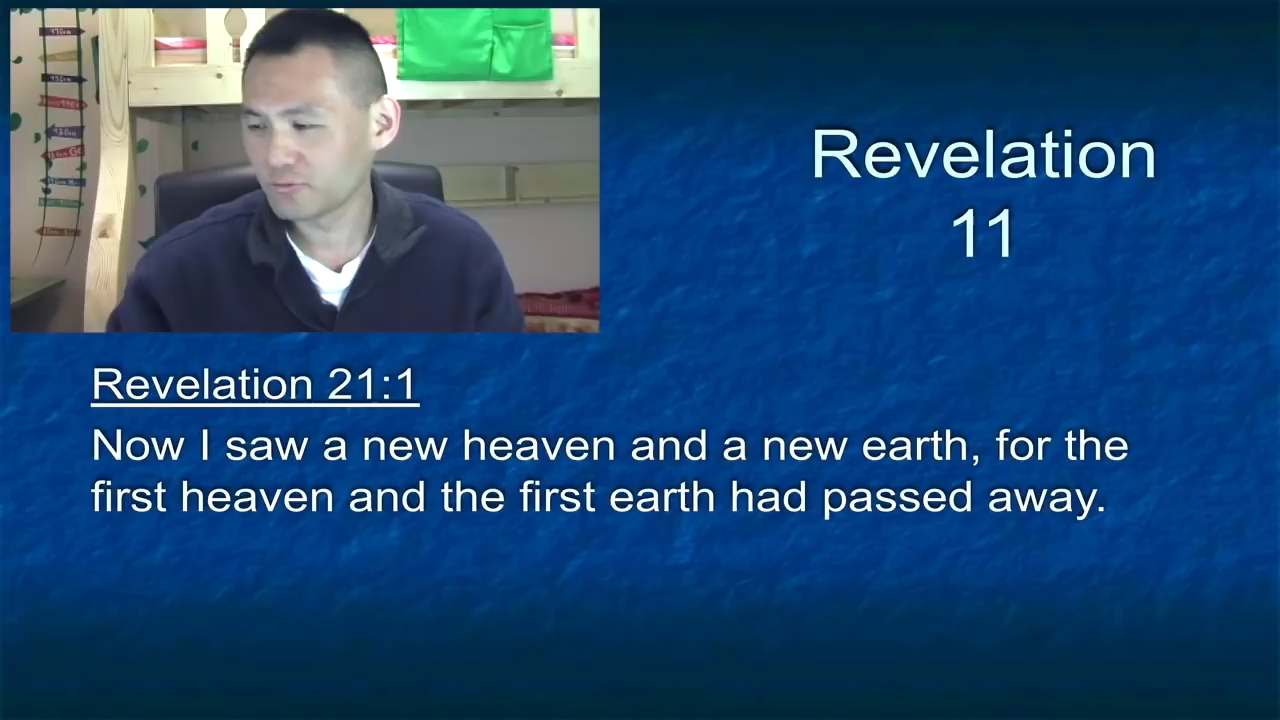 Revelation
11
Revelation 21:1
Now I saw a new heaven and a new earth, for the
first heaven and the first earth had passed away.